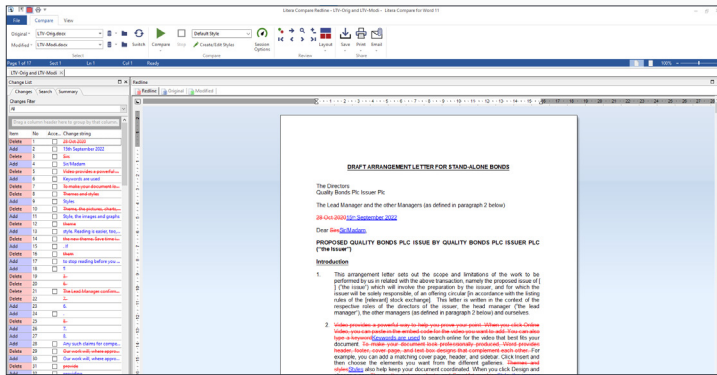 Litera Compare Redline - LTV-Orig and LTV-Modi - Litera Compare for Word 11
File Compare View
Original LTV-Orig.docx
Modified LTV-Modi.docx
Switch Compare Stop
Default Style
Create/Edit Styles
Session Options
Layout Save Print Email
Select Compare Review Share
Page 1 of 17 Sect 1 Ln 1 Col 1 Ready 100%
LTV-Orig and LTV-Modi
Change List
Changes Search Summary
Changes Filter
All
Drag a column header here to group by that column
Item No Acce... Change string
Delete 1 28 Oct 2020
Add 2 15th September 2022
Delete 3 Sirs
Add 4 Sir/Madam
Delete 5 Video provides a powerful...
Add 6 Keywords are used
Delete 7 To make your document lo...
Delete 8 Themes and styles
Add 9 Styles
Delete 10 Theme, the pictures, charts,...
Add 11 Style, the images and graphs
Delete 12 theme
Add 13 style. Reading is easier, too,...
Delete 14 the new theme. Save time i...
Add 15 . If
Delete 16 them
Add 17 to stop reading before you ...
Add 18 7.
Delete 19 5.
Delete 20 6.
Delete 21 The Lead Manager confirm...
Delete 22 7.
Add 23 6.
Add 24 .
Delete 25 8.
Add 26 7.
Add 27 8.
Add 28 Any such claims for compe...
Delete 29 Our work will, where appro...
Add 30 Our work will, where appro...
Delete 31 provide
Redline
Redline Original Modified
DRAFT ARRANGEMENT LETTER FOR STAND-ALONE BONDS
The Directors
Quality Bonds Plc Issuer Plc
The Lead Manager and the other Managers (as defined in paragraph 2 below)
28 Oct 202015th September 2022
Dear SirsSir/Madam,
PROPOSED QUALITY BONDS PLC ISSUE BY QUALITY BONDS PLC ISSUER PLC
("the Issuer")
Introduction
1. This arrangement letter sets out the scope and limitations of the work to be
performed by us in related with the above transaction, namely the proposed issue of [
] ("the issue") which will involve the preparation by the issuer, and for which the
issuer will be solely responsible, of an offering circular [in accordance with the listing
rules of the [relevant] stock exchange]. This letter is written in the context of the
respective roles of the directors of the issuer, the head manager ("the lead
manager"), the other managers (as defined in paragraph 2 below) and ourselves.
2. Video provides a powerful way to help you prove your point. When you click Online
Video, you can paste in the embed code for the video you want to add. You can also
type a keywordKeywords are used to search online for the video that best fits your
document. To make your document look professionally produced, Word provides
header, footer, cover page, and text box designs that complement each other. For
example, you can add a matching cover page, header, and sidebar. Click Insert and
then choose the elements you want from the different galleries. Themes and
stylesStyles also help keep your document coordinated. When you click Design and